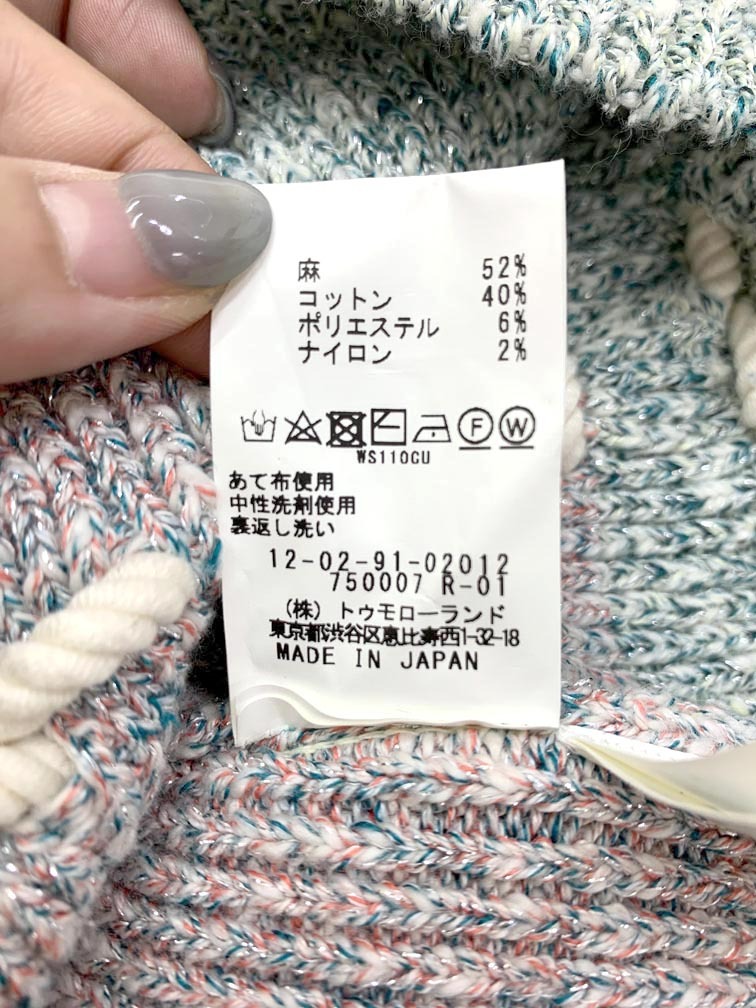 麻 52%
コットン 40%
ポリエステル 6%
ナイロン 2%
F W
WS110CU
あて布使用
中性洗剤使用
裏返し洗い
12-02-91-02012
750007 R-01
(株) トゥモローランド
東京都渋谷区恵比寿西1-32-18
MADE IN JAPAN